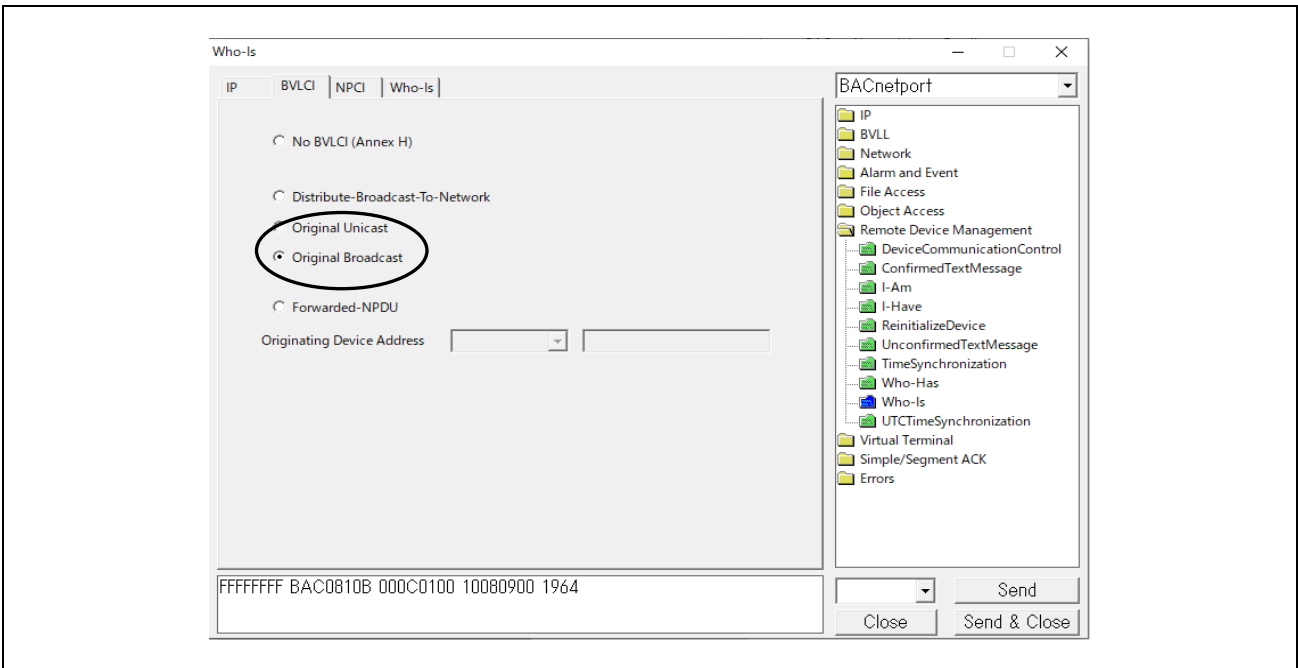 Who-Is
IP BVLCI NPCI Who-Is
No BVLCI (Annex H)
Distribute-Broadcast-To-Network
Original Unicast
Original Broadcast
Forwarded-NPDU
Originating Device Address
FFFFFFFF BAC0810B 000C0100 10080900 1964
BACnetport
IP
BVLL
Network
Alarm and Event
File Access
Object Access
Remote Device Management
DeviceCommunicationControl
ConfirmedTextMessage
I-Am
I-Have
ReinitializeDevice
UnconfirmedTextMessage
TimeSynchronization
Who-Has
Who-Is
UTCTimeSynchronization
Virtual Terminal
Simple/Segment ACK
Errors
Send
Close Send & Close